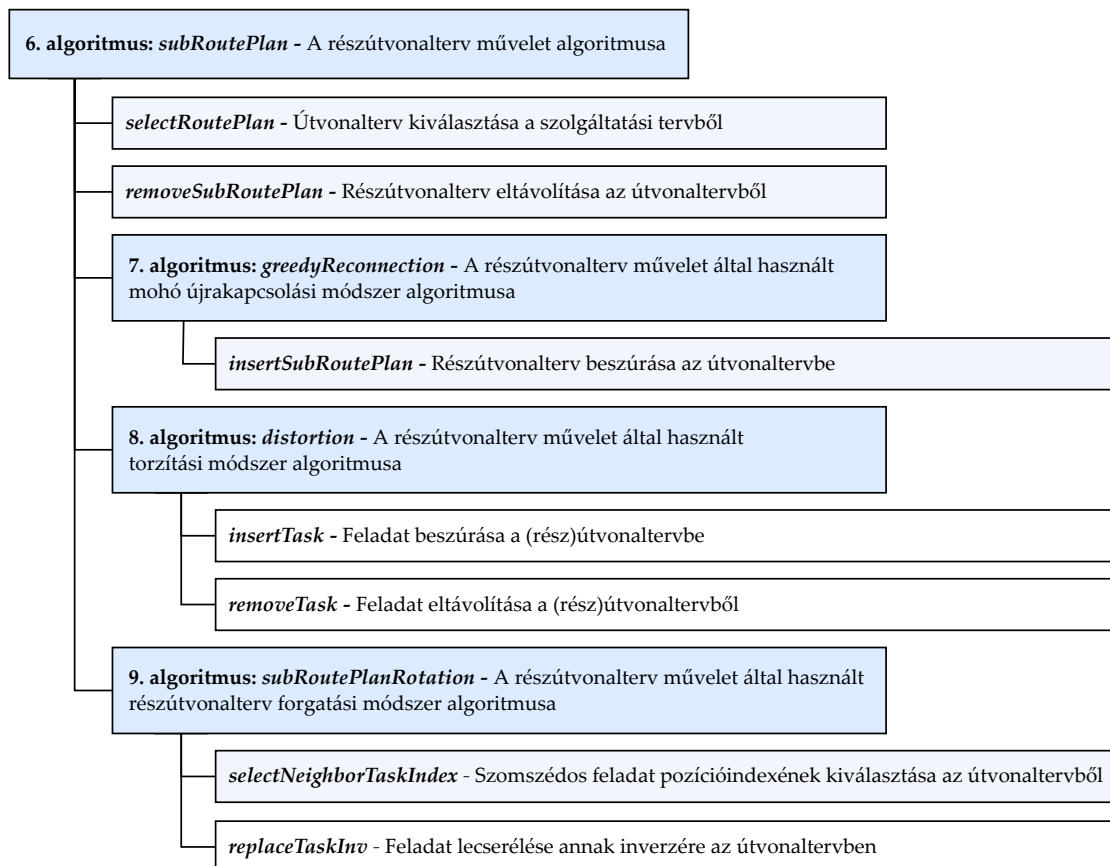 6. algoritmus: subRoutePlan - A részútvonalterv művelet algoritmusa
selectRoutePlan - Útvonalterv kiválasztása a szolgáltatási tervből
removeSubRoutePlan - Részútvonalterv eltávolítása az útvonaltervből
7. algoritmus: greedyReconnection - A részútvonalterv művelet által használt
mohó újrakapcsolási módszer algoritmusa
insertSubRoutePlan - Részútvonalterv beszúrása az útvonaltervbe
8. algoritmus: distortion - A részútvonalterv művelet által használt
torzítási módszer algoritmusa
insertTask - Feladat beszúrása a (rész)útvonaltervbe
removeTask - Feladat eltávolítása a (rész)útvonaltervből
9. algoritmus: subRoutePlanRotation - A részútvonalterv művelet által használt
részútvonalterv forgatási módszer algoritmusa
selectNeighborTaskIndex - Szomszédos feladat pozícióindexének kiválasztása az útvonaltervből
replaceTaskInv - Feladat lecserélése annak inverzére az útvonaltervben